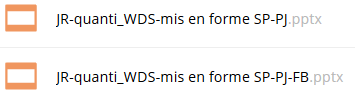 JR-quanti_WDS-mis en forme SP-PJ.pptx
JR-quanti_WDS-mis en forme SP-PJ-FB.pptx